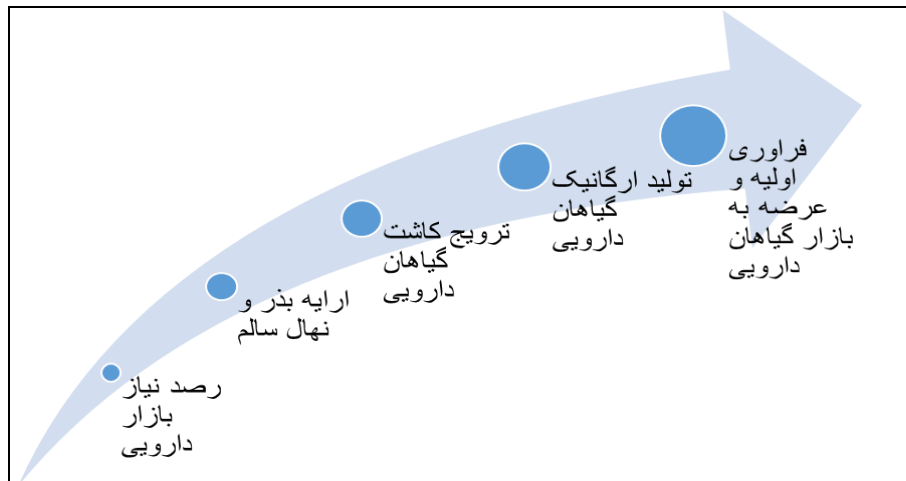 رصد نیاز
بازار
دارویی
ارایه بذر و
نهال سالم
ترویج کاشت
گیاهان
دارویی
تولید ارگانیک
گیاهان
دارویی
فراوری
اولیه و
عرضه به
بازار گیاهان
دارویی